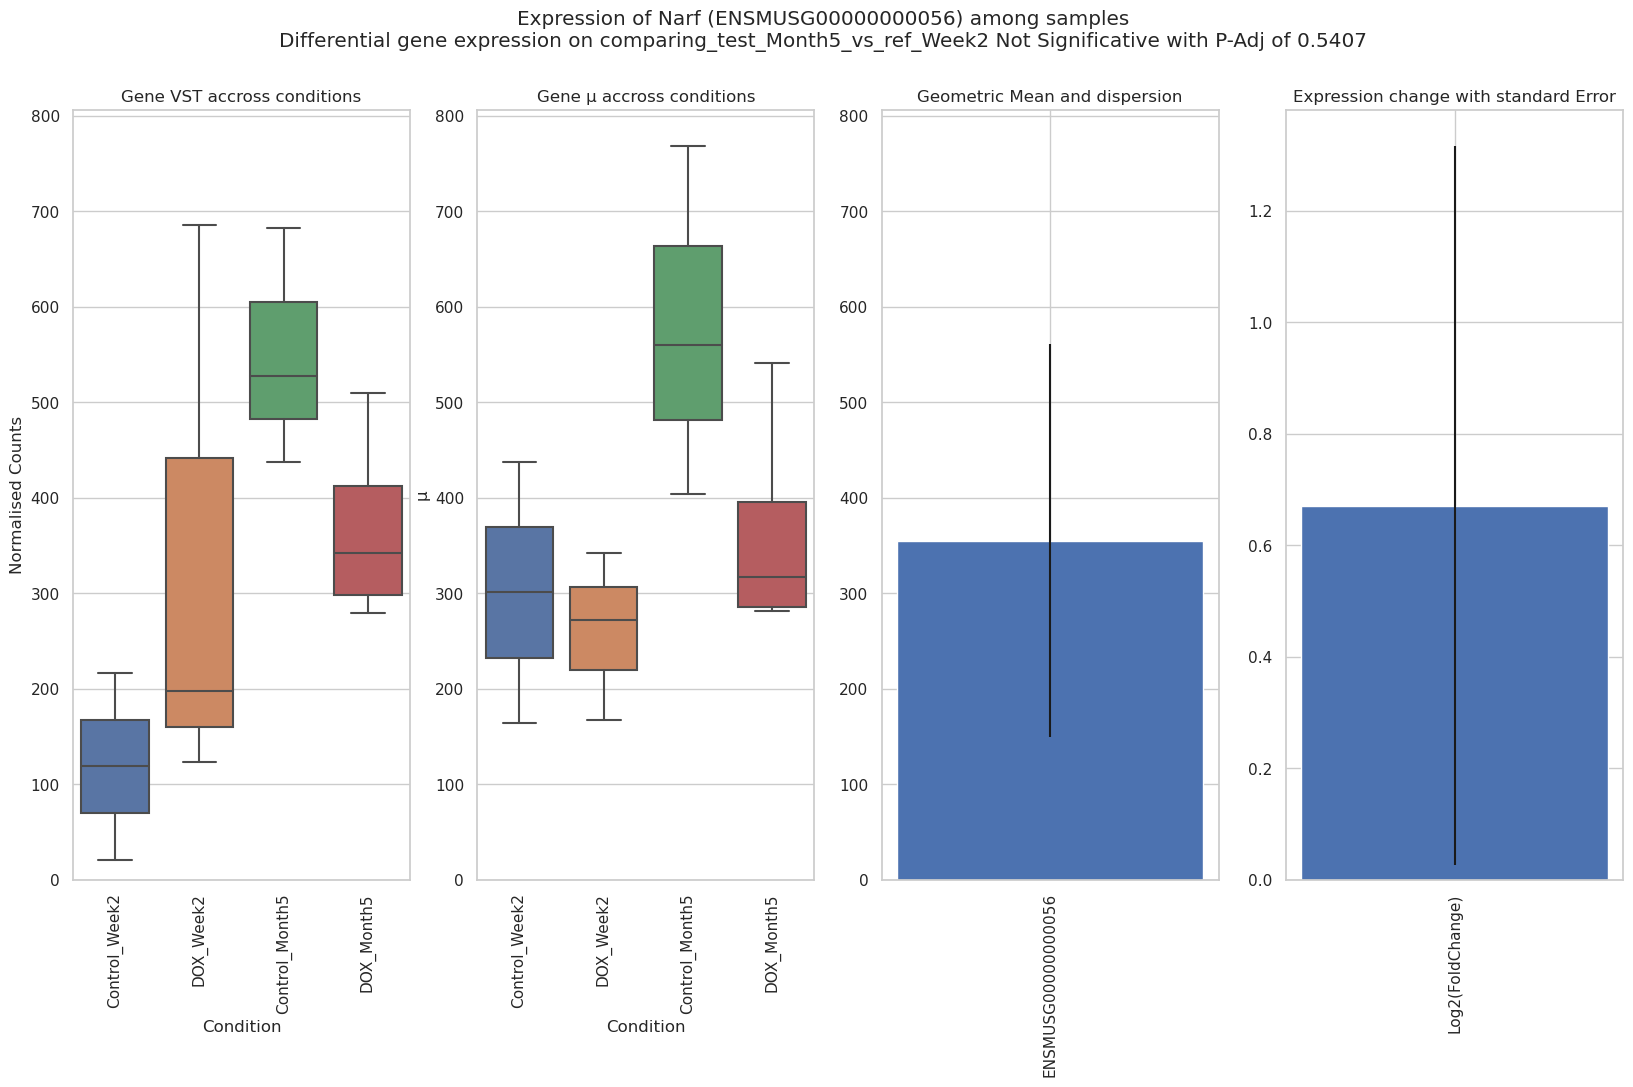 Expression of Narf (ENSMUSG00000000056) among samples
Differential gene expression on comparing_test_Month5_vs_ref_Week2 Not Significative with P-Adj of 0.5407
Gene VST accross conditions
800
700
600
500
400
300
200
100
0
Normalised Counts
Control_Week2
DOX_Week2
Control_Month5
DOX_Month5
Condition
Gene μ accross conditions
800
700
600
500
400
300
200
100
0
μ
Control_Week2
DOX_Week2
Control_Month5
DOX_Month5
Condition
Geometric Mean and dispersion
800
700
600
500
400
300
200
100
0
ENSMUSG00000000056
Expression change with standard Error
1.2
1.0
0.8
0.6
0.4
0.2
0.0
Log2(FoldChange)